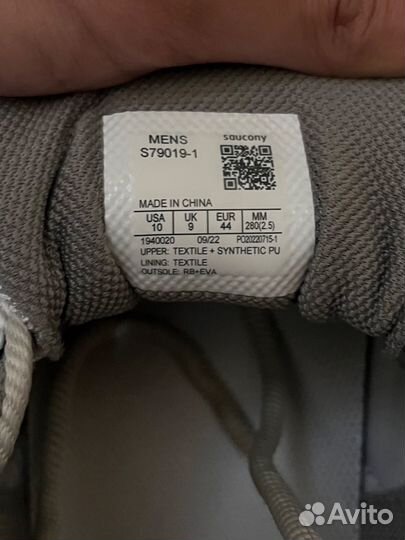 MENS saucony
S79019-1
MADE IN CHINA
USA UK EUR MM
10 9 44 280(2.5)
1940020 09/22 PO20220715-1
UPPER: TEXTILE + SYNTHETIC PU
LINING: TEXTILE
OUTSOLE: RB+EVA
Avito